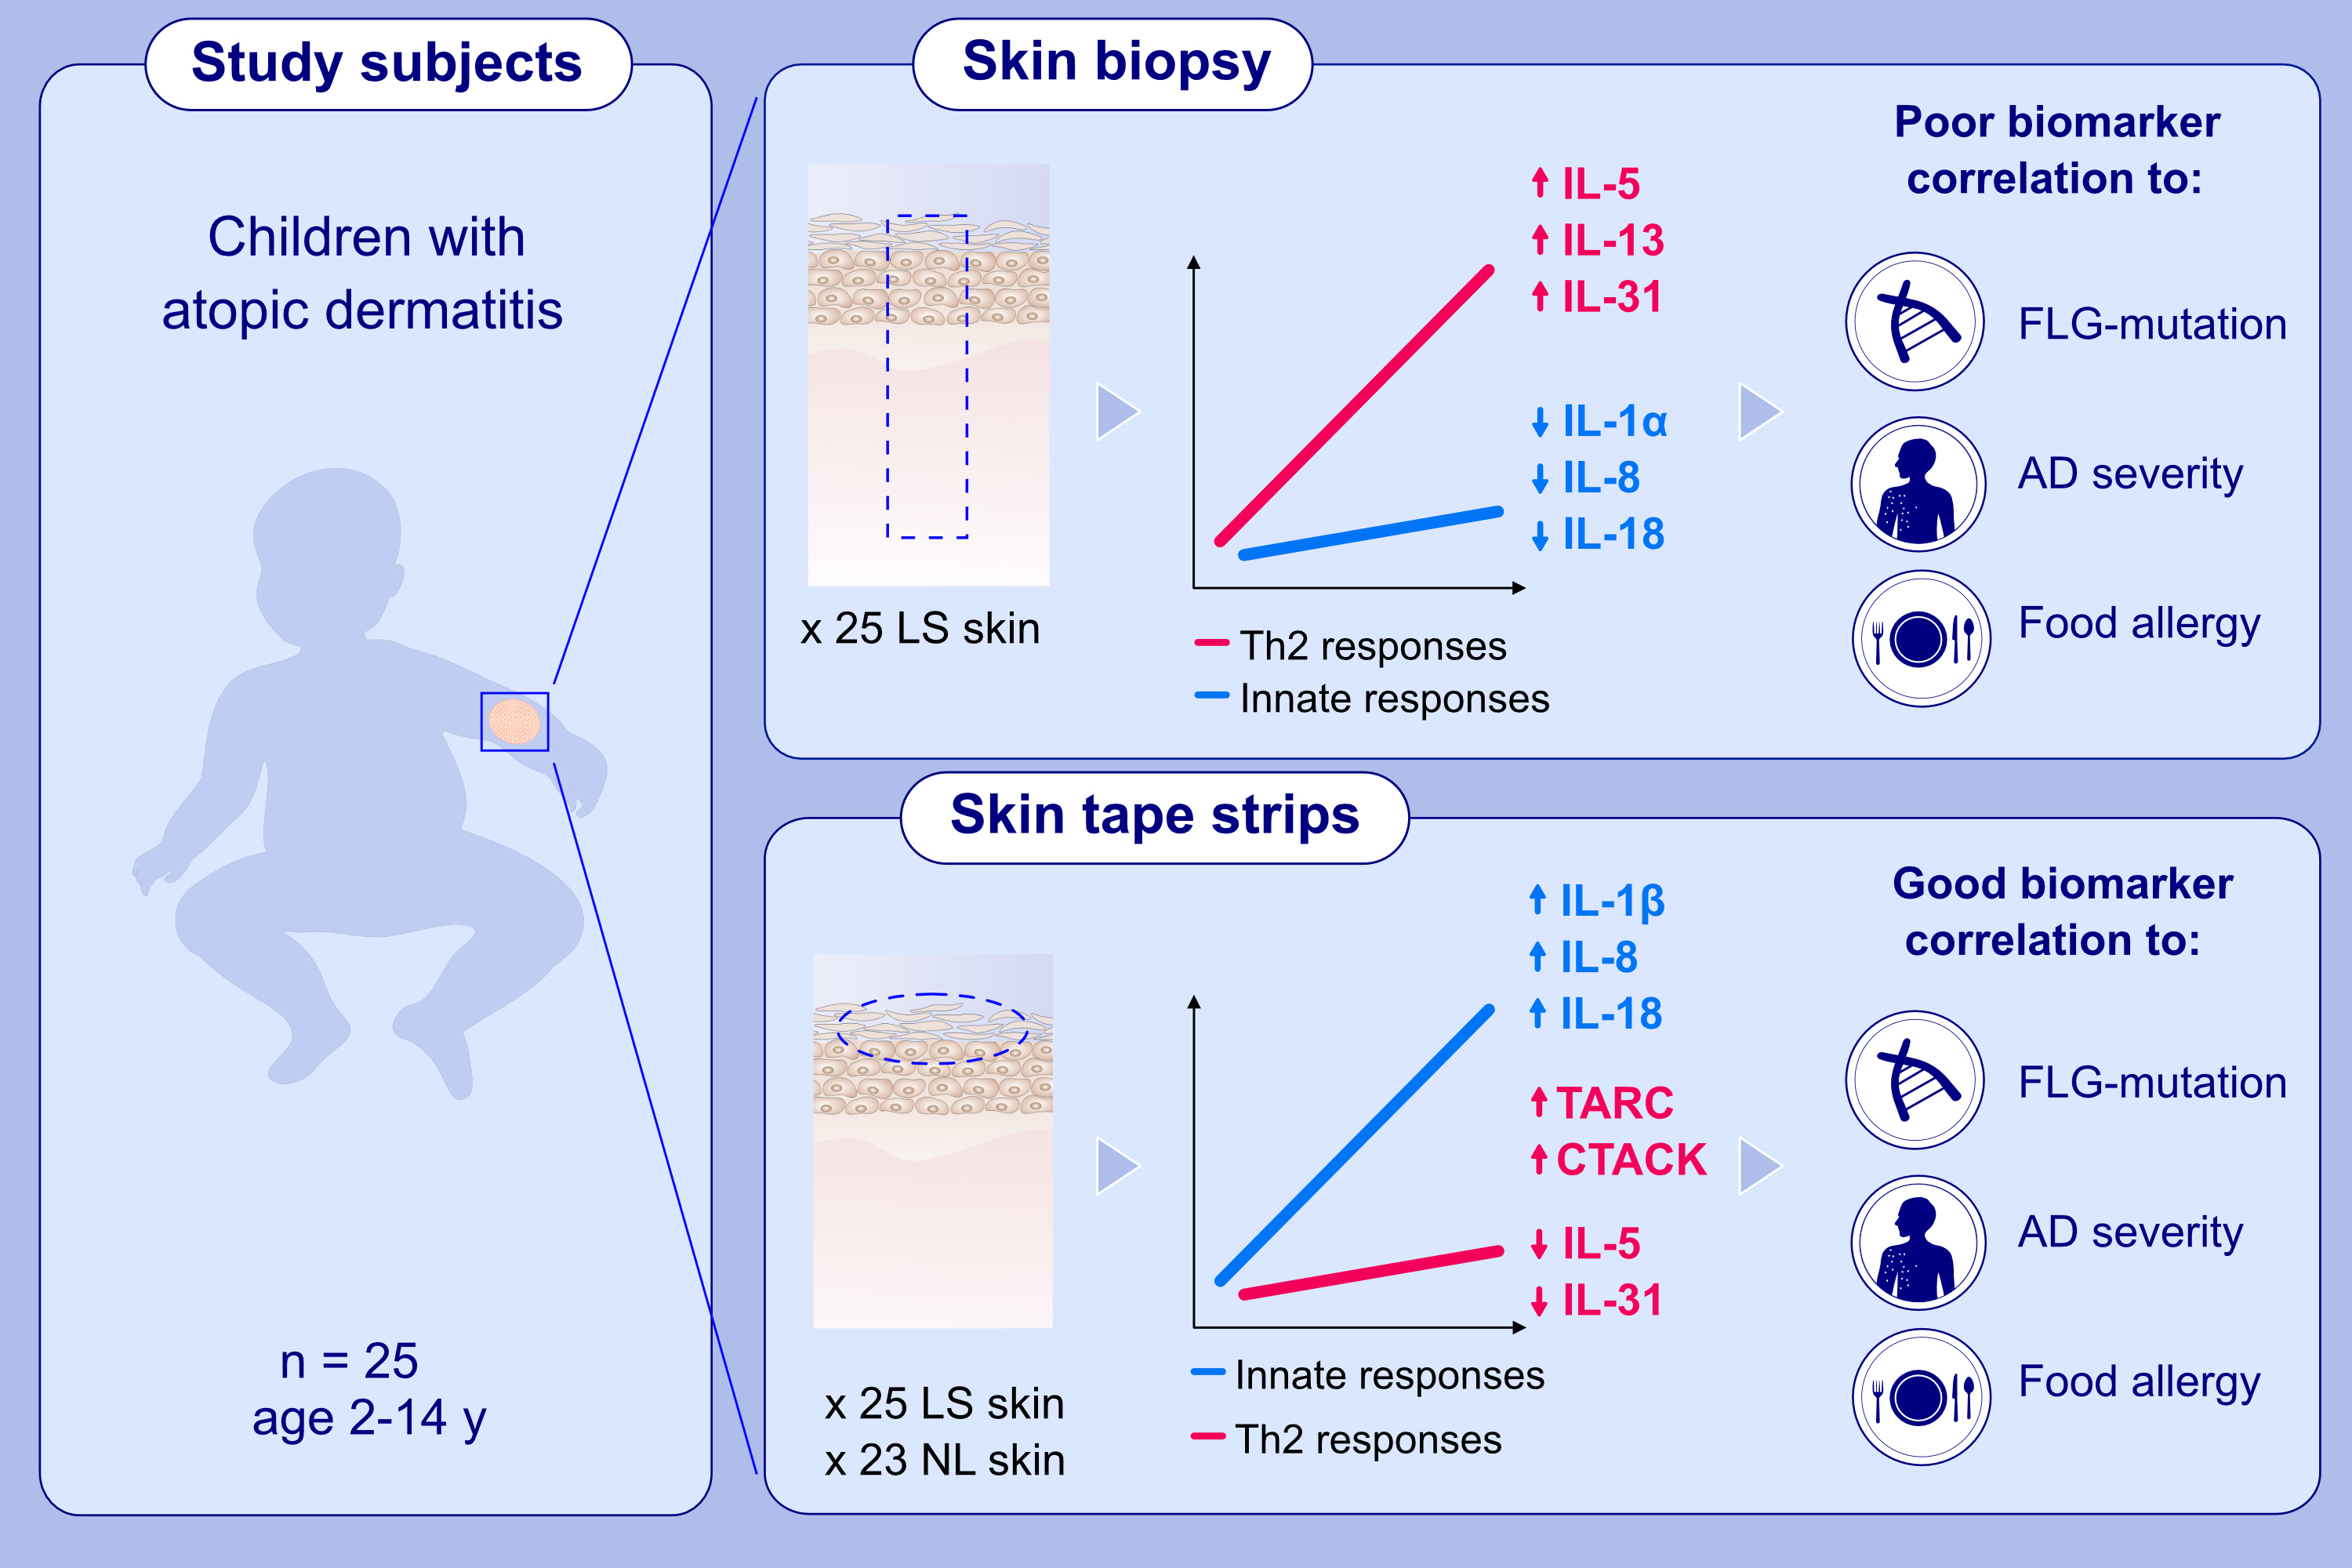 Study subjects
Children with
atopic dermatitis
n = 25
age 2-14 y
Skin biopsy
x 25 LS skin
↑ IL-5
↑ IL-13
↑ IL-31
↓ IL-1α
↓ IL-8
↓ IL-18
Th2 responses
Innate responses
Poor biomarker
correlation to:
FLG-mutation
AD severity
Food allergy
Skin tape strips
x 25 LS skin
x 23 NL skin
↑ IL-1β
↑ IL-8
↑ IL-18
↑ TARC
↑ CTACK
↓ IL-5
↓ IL-31
Innate responses
Th2 responses
Good biomarker
correlation to:
FLG-mutation
AD severity
Food allergy